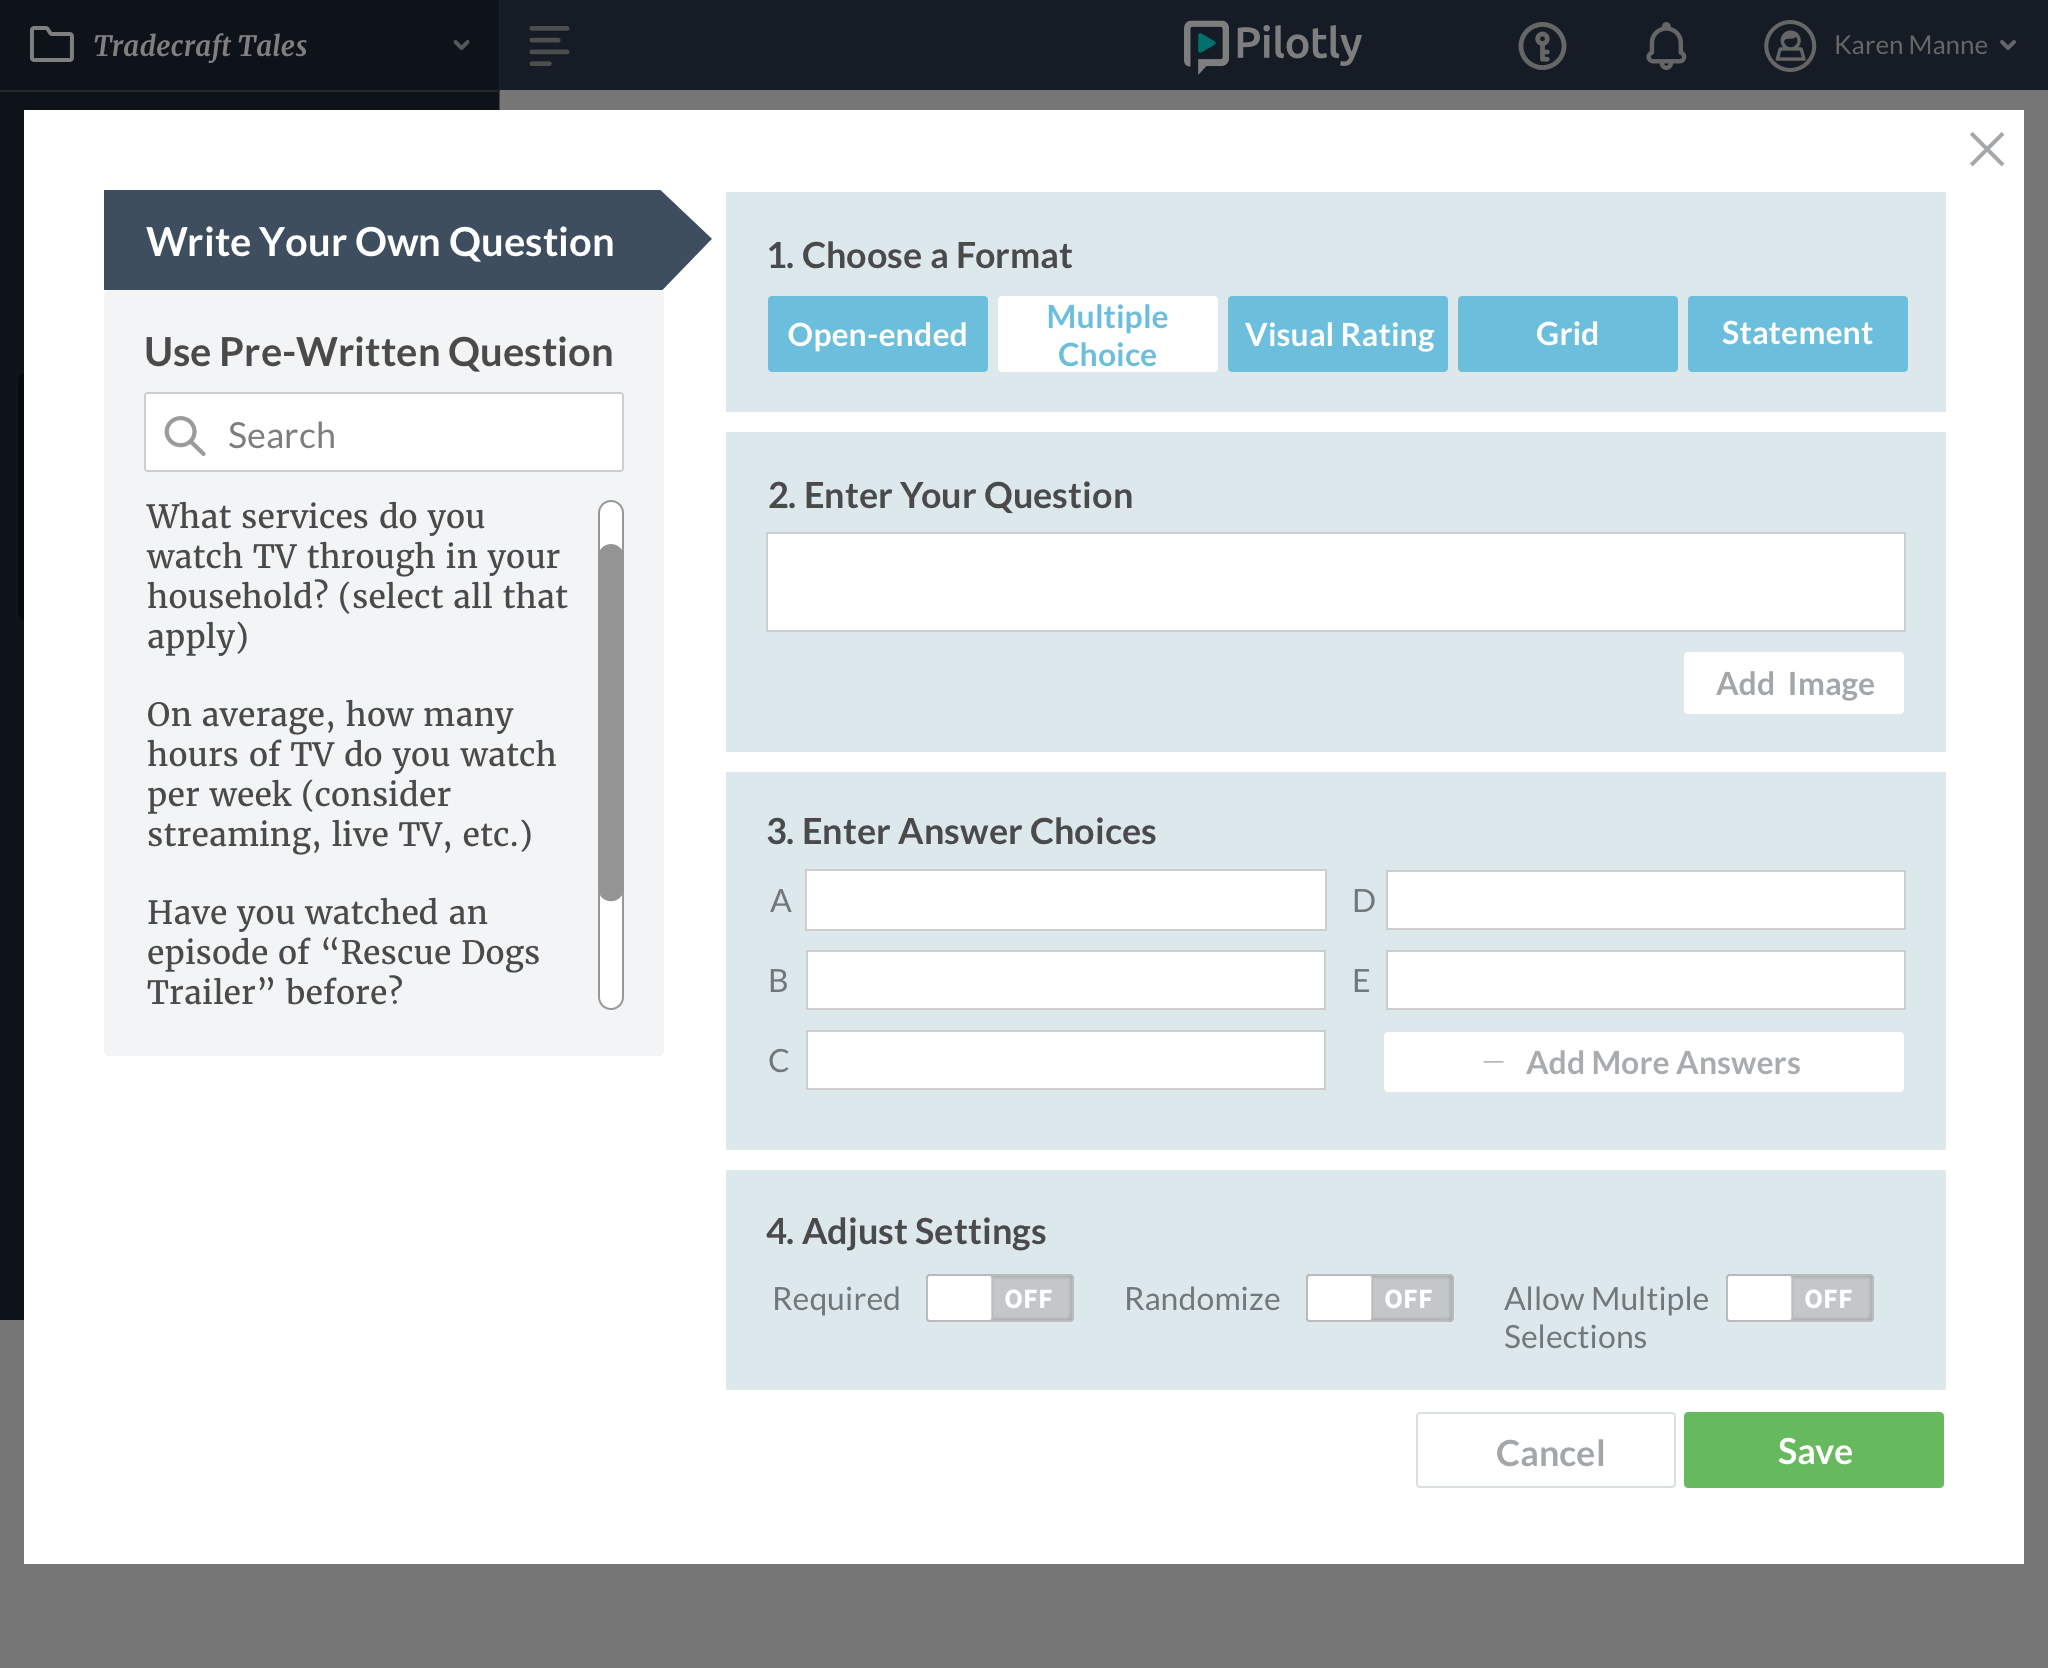 Tradecraft Tales
Pilotly
Karen Manne
Write Your Own Question
Use Pre-Written Question
Search
What services do you
watch TV through in your
household? (select all that
apply)
On average, how many
hours of TV do you watch
per week (consider
streaming, live TV, etc.)
Have you watched an
episode of “Rescue Dogs
Trailer” before?
1. Choose a Format
Open-ended
Multiple
Choice
Visual Rating
Grid
Statement
2. Enter Your Question
Add Image
3. Enter Answer Choices
A
B
C
D
E
— Add More Answers
4. Adjust Settings
Required
OFF
Randomize
OFF
Allow Multiple
Selections
OFF
Cancel
Save